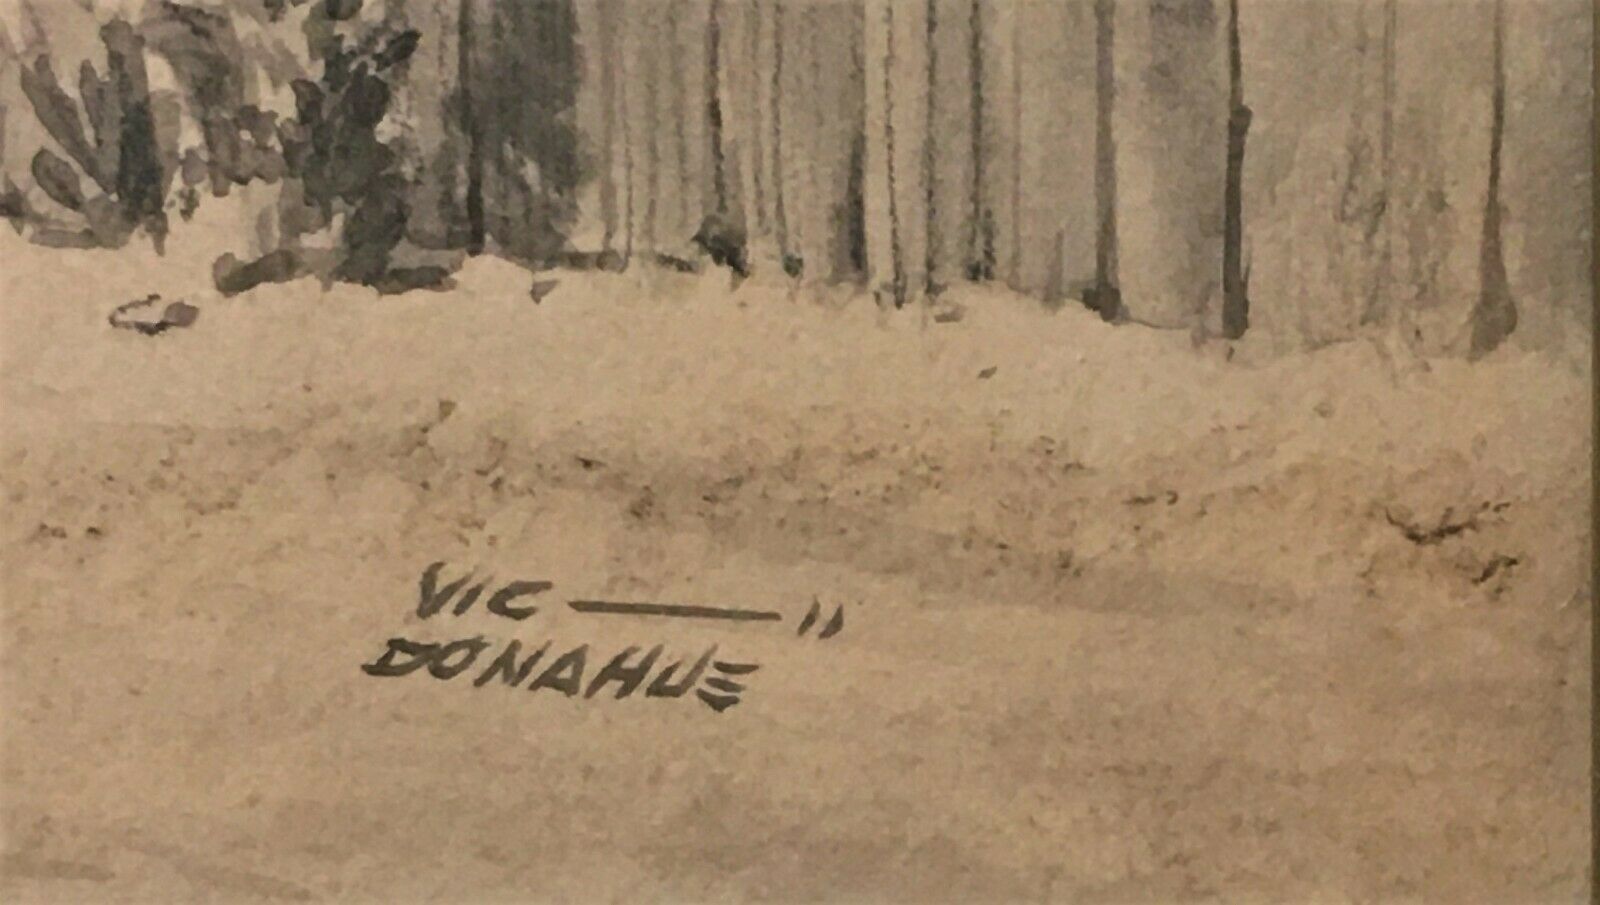 VIC — "
DONAHUE